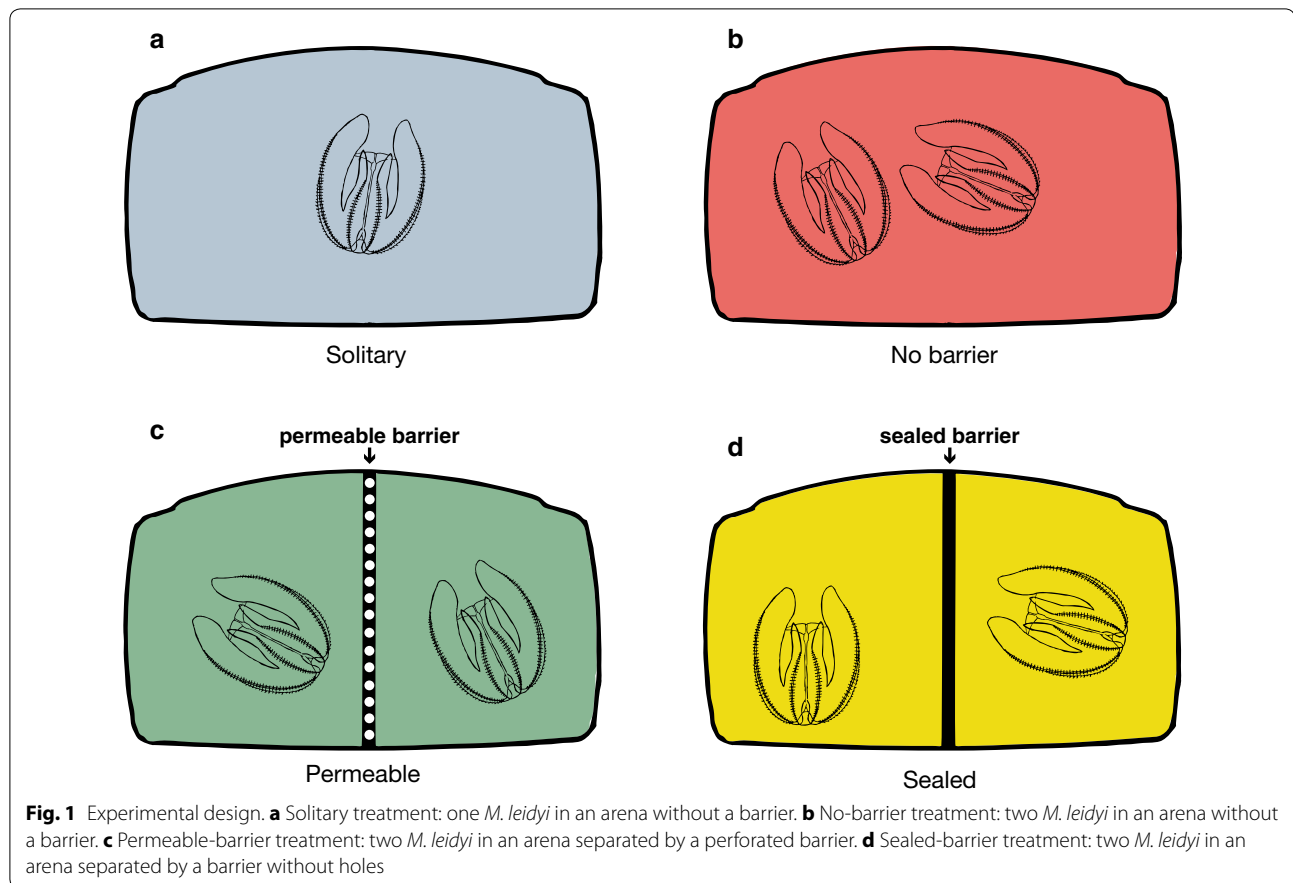 a
b
Solitary
No barrier
c
permeable barrier
d
sealed barrier
Permeable
Sealed
Fig. 1 Experimental design. a Solitary treatment: one M. leidyi in an arena without a barrier. b No-barrier treatment: two M. leidyi in an arena without
a barrier. c Permeable-barrier treatment: two M. leidyi in an arena separated by a perforated barrier. d Sealed-barrier treatment: two M. leidyi in an
arena separated by a barrier without holes